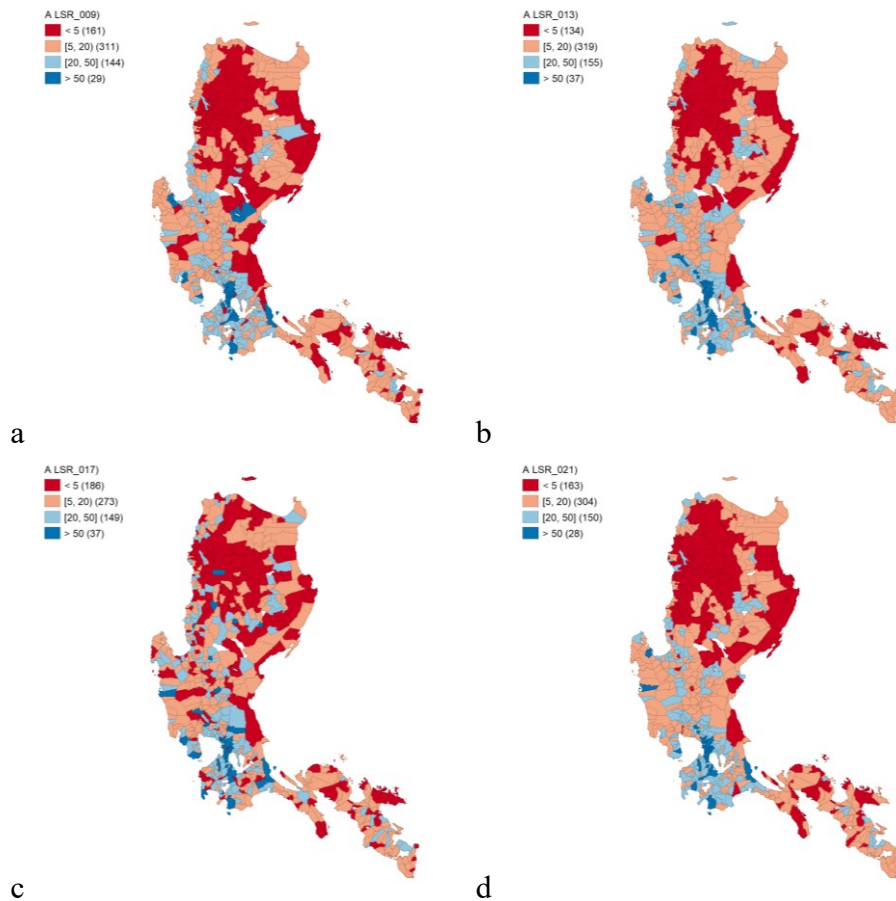 A LSR_009)
< 5 (161)
[5, 20) (311)
[20, 50] (144)
> 50 (29)
a
A LSR_013)
< 5 (134)
[5, 20) (319)
[20, 50] (155)
> 50 (37)
b
A LSR_017)
< 5 (186)
[5, 20) (273)
[20, 50] (149)
> 50 (37)
c
A LSR_021)
< 5 (163)
[5, 20) (304)
[20, 50] (150)
> 50 (28)
d